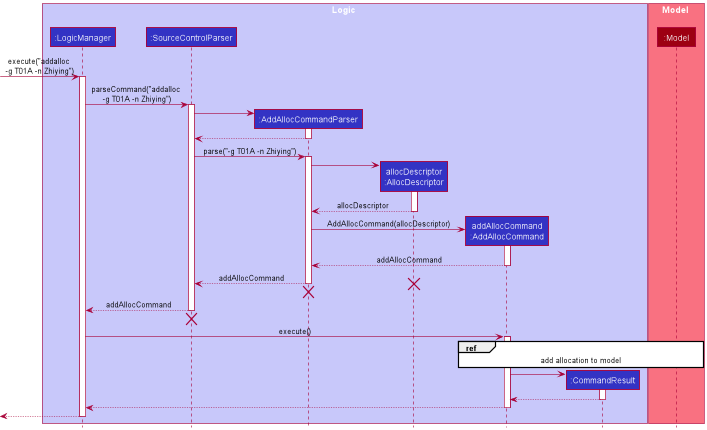 Logic
Model
:LogicManager
:SourceControlParser
:Model
execute("addalloc
-g T01A -n Zhiying")
parseCommand("addalloc
-g T01A -n Zhiying")
:AddAllocCommandParser
parse("-g T01A -n Zhiying")
allocDescriptor
:AllocDescriptor
allocDescriptor
AddAllocCommand(allocDescriptor)
addAllocCommand
:AddAllocCommand
addAllocCommand
addAllocCommand
addAllocCommand
execute()
ref
add allocation to model
:CommandResult